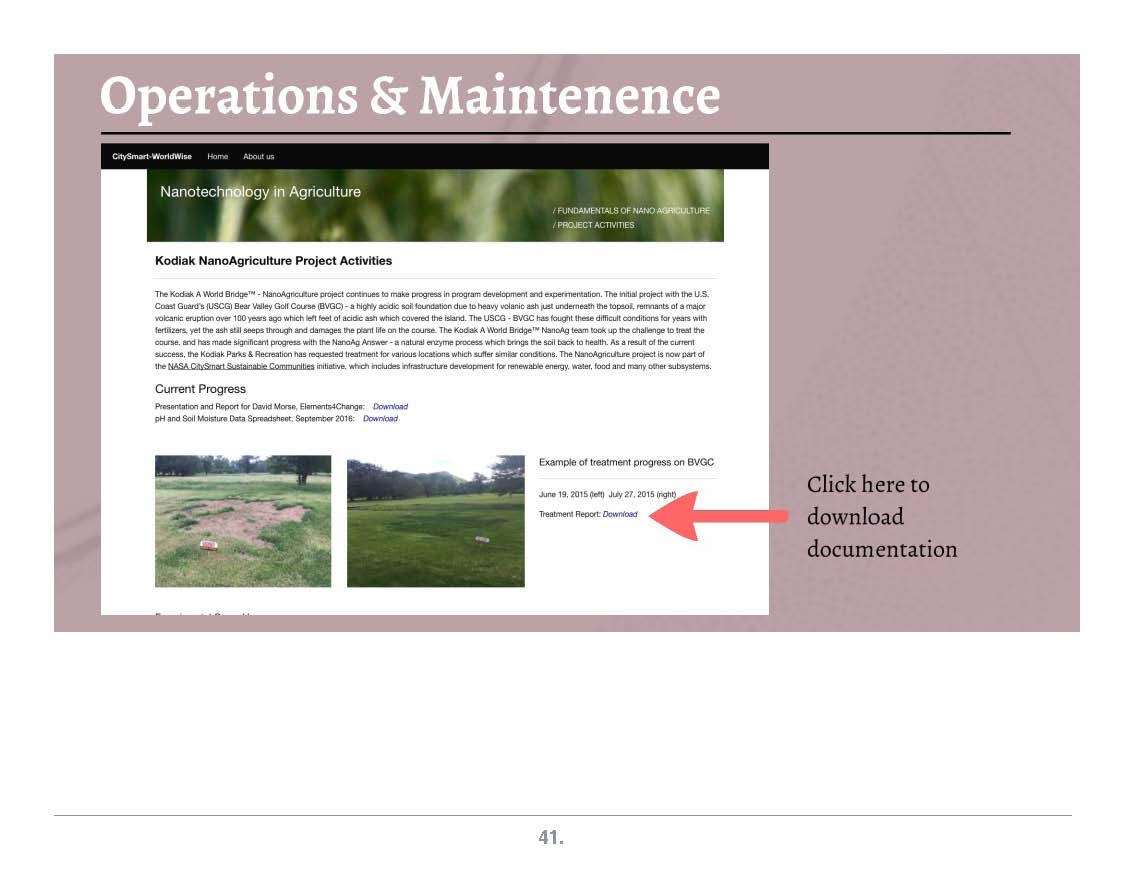 Operations & Maintenence
CitySmart-WorldWise Home About us
Nanotechnology in Agriculture
/ FUNDAMENTALS OF NANO AGRICULTURE
/ PROJECT ACTIVITIES
Kodiak NanoAgriculture Project Activities
The Kodiak A World Bridge™ - NanoAgriculture project continues to make progress in program development and experimentation. The initial project with the U.S.
Coast Guard's (USCG) Bear Valley Golf Course (BVGC) - a highly acidic soil foundation due to heavy volcanic ash just underneath the topsoil, remnants of a major
volcanic eruption over 100 years ago which left feet of acidic ash which covered the island. The USCG - BVGC has fought these difficult conditions for years with
fertilizers, yet the ash still seeps through and damages the plant life on the course. The Kodiak A World Bridge™ NanoAg team took up the challenge to treat the
course, and has made significant progress with the NanoAg Answer - a natural enzyme process which brings the soil back to health. As a result of the current
success, the Kodiak Parks & Recreation has requested treatment for various locations which suffer similar conditions. The NanoAgriculture project is now part of
the NASA CitySmart Sustainable Communities initiative, which includes infrastructure development for renewable energy, water, food and many other subsystems.
Current Progress
Presentation and Report for David Morse, Elements4Change: Download
pH and Soil Moisture Data Spreadsheet, September 2016: Download
Example of treatment progress on BVGC
June 19, 2015 (left) July 27, 2015 (right)
Treatment Report: Download
Click here to
download
documentation
41.